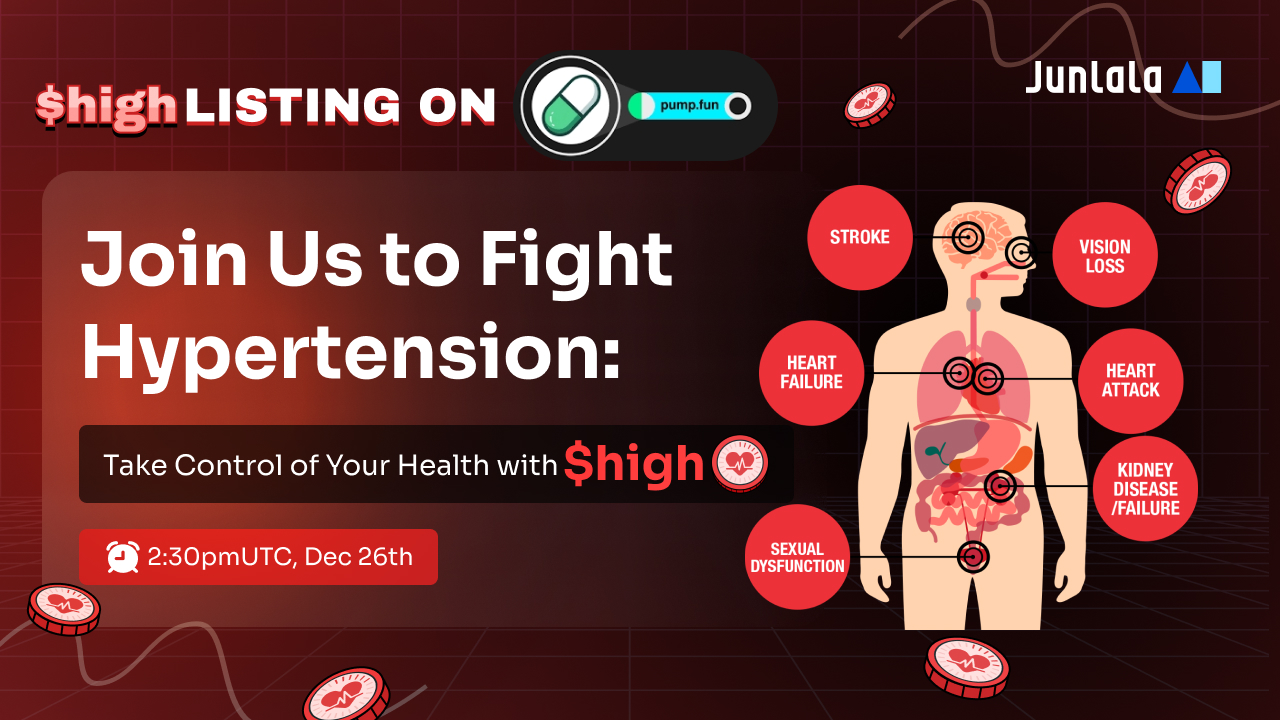 $high LISTING ON
pump.fun
Junlala
Join Us to Fight
Hypertension:
Take Control of Your Health with $high
2:30pmUTC, Dec 26th
STROKE
VISION
LOSS
HEART
FAILURE
HEART
ATTACK
KIDNEY
DISEASE
/FAILURE
SEXUAL
DYSFUNCTION